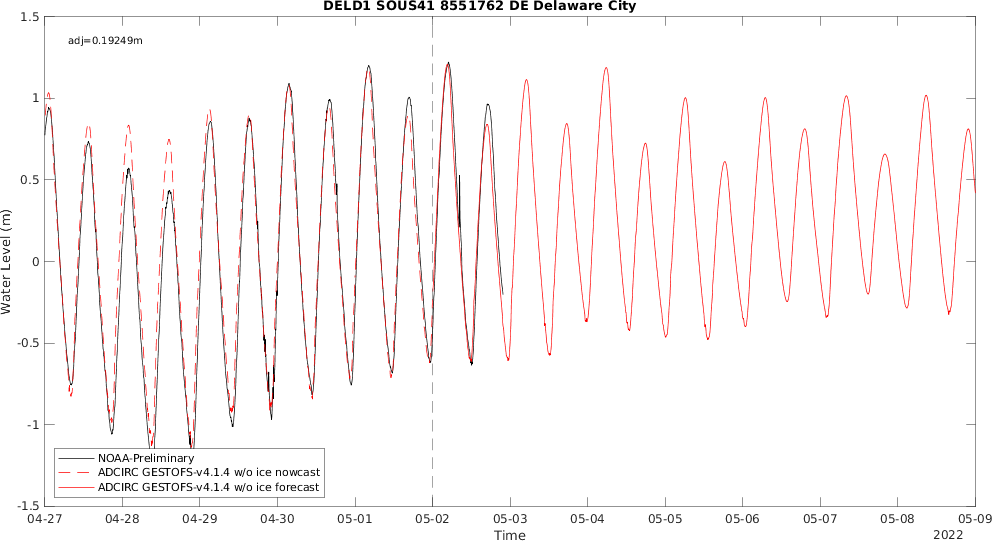 DELD1 SOUS41 8551762 DE Delaware City
adj=0.19249m
1.5
1
0.5
0
-0.5
-1
-1.5
Water Level (m)
NOAA-Preliminary
ADCIRC GESTOFS-v4.1.4 w/o ice nowcast
ADCIRC GESTOFS-v4.1.4 w/o ice forecast
04-27 04-28 04-29 04-30 05-01 05-02 05-03 05-04 05-05 05-06 05-07 05-08 05-09
Time
2022